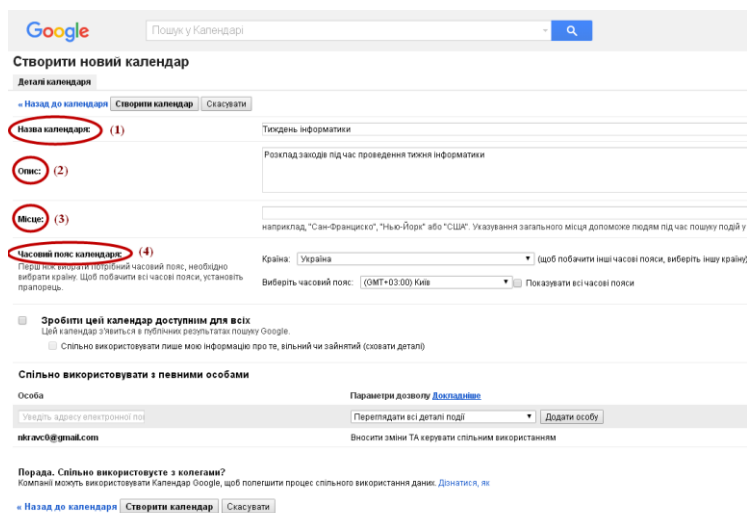 Google Пошук у Календарі
Створити новий календар
Деталі календаря
« Назад до календаря Створити календар Скасувати
Назва календаря: (1) Тиждень інформатики
Опис: (2) Розклад заходів під час проведення тижня інформатики
Місце: (3)
наприклад, "Сан-Франциско", "Нью-Йорк" або "США". Указування загального місця допоможе людям під час пошуку подій у
Часовий пояс календаря: (4)
Перш ніж вибрати потрібний часовий пояс, необхідно
вибрати країну. Щоб побачити всі часові пояси, установіть
прапорець.
Країна: Україна (щоб побачити інші часові пояси, виберіть іншу країну)
Виберіть часовий пояс: (GMT+03:00) Київ Показувати всі часові пояси
Зробити цей календар доступним для всіх
Цей календар з'явиться в публічних результатах пошуку Google.
Спільно використовувати лише мою інформацію про те, вільний чи зайнятий (сховати деталі)
Спільно використовувати з певними особами
Особа Параметри дозволу Докладніше
Уведіть адресу електронної по Переглядати всі деталі події Додати особу
nkravc0@gmail.com Вносити зміни ТА керувати спільним використанням
Порада. Спільно використовуєте з колегами?
Компанії можуть використовувати Календар Google, щоб полегшити процес спільного використання даних. Дізнатися, як
« Назад до календаря Створити календар Скасувати